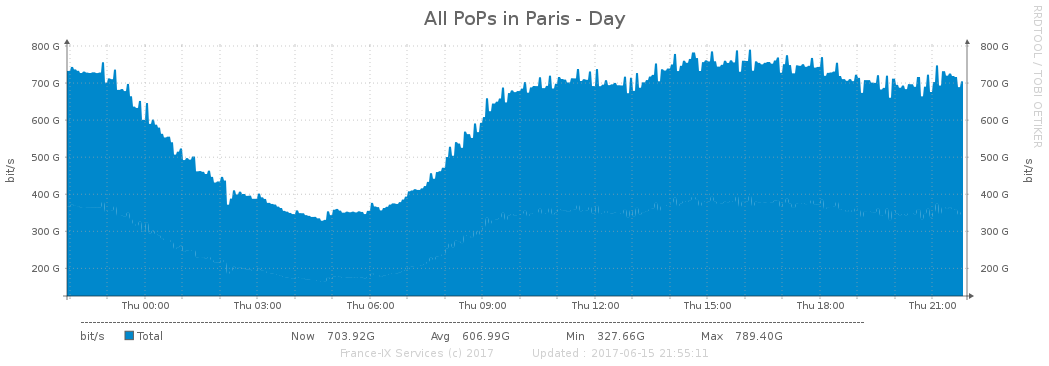 All PoPs in Paris - Day
RRDTOOL / TOBI OETIKER
bit/s
800 G
700 G
600 G
500 G
400 G
300 G
200 G
800 G
700 G
600 G
500 G
400 G
300 G
200 G
bit/s
Thu 00:00 Thu 03:00 Thu 06:00 Thu 09:00 Thu 12:00 Thu 15:00 Thu 18:00 Thu 21:00
bit/s Total Now 703.92G Avg 606.99G Min 327.66G Max 789.40G
France-IX Services (c) 2017 Updated : 2017-06-15 21:55:11